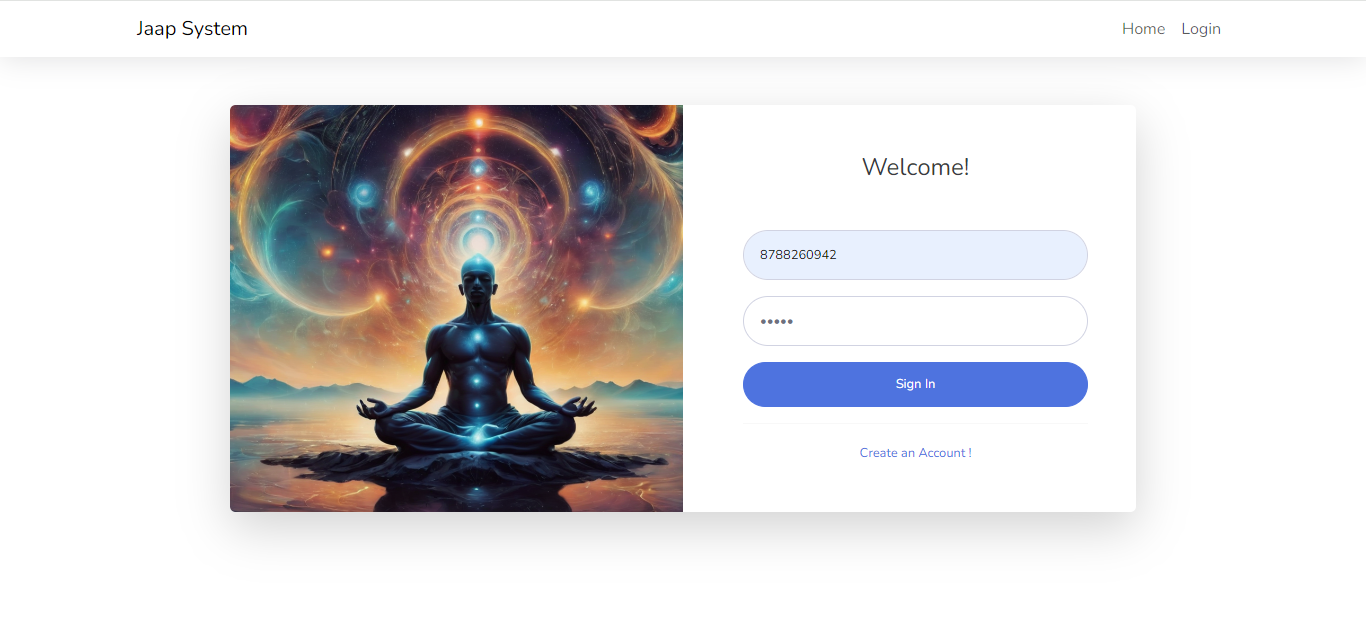 Jaap System
Home Login
Welcome!
8788260942
•••••
Sign In
Create an Account !